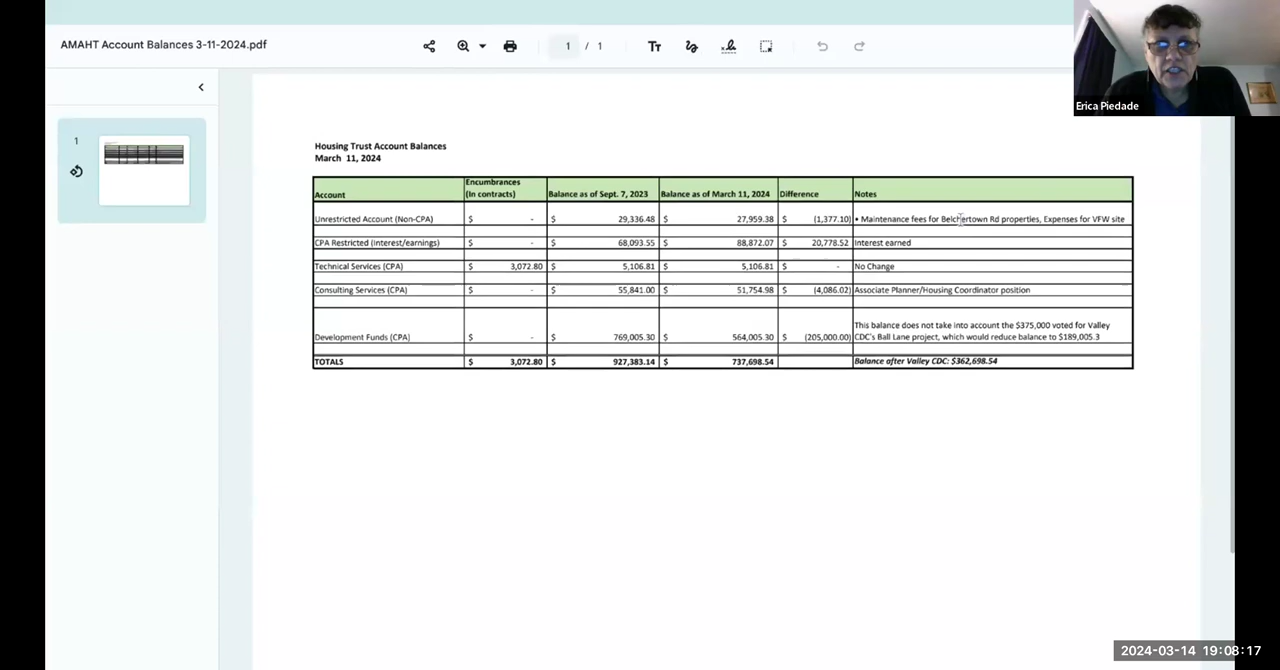 AMAHT Account Balances 3-11-2024.pdf
1 / 1
Erica Piedade
1
Housing Trust Account Balances
March 11, 2024
Account Encumbrances (In contracts) Balance as of Sept. 7, 2023 Balance as of March 11, 2024 Difference Notes
Unrestricted Account (Non-CPA) $ - $ 29,336.48 $ 27,959.38 $ (1,377.10) • Maintenance fees for Belchertown Rd properties, Expenses for VFW site
CPA Restricted (interest/earnings) $ - $ 68,093.55 $ 88,872.07 $ 20,778.52 Interest earned
Technical Services (CPA) $ 3,072.80 $ 5,106.81 $ 5,106.81 $ - No Change
Consulting Services (CPA) $ - $ 55,841.00 $ 51,754.98 $ (4,086.02) Associate Planner/Housing Coordinator position
Development Funds (CPA) $ - $ 769,005.30 $ 564,005.30 $ (205,000.00) This balance does not take into account the $375,000 voted for Valley
CDC's Ball Lane project, which would reduce balance to $189,005.3
TOTALS $ 3,072.80 $ 927,383.14 $ 737,698.54 Balance after Valley CDC: $362,698.54
2024-03-14 19:08:17